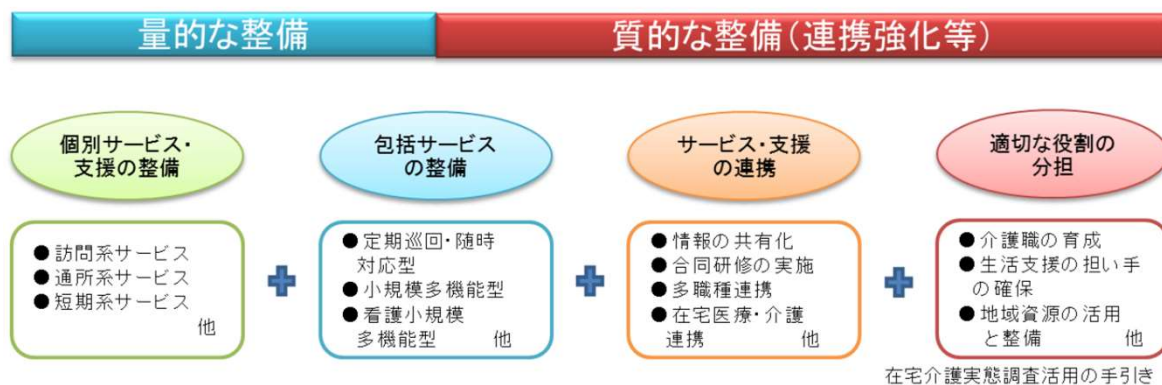 量的な整備
質的な整備(連携強化等)
個別サービス・
支援の整備
包括サービス
の整備
サービス・支援
の連携
適切な役割の
分担
●訪問系サービス
●通所系サービス
●短期系サービス
他
●定期巡回・随時
対応型
●小規模多機能型
●看護小規模
多機能型 他
●情報の共有化
●合同研修の実施
●多職種連携
●在宅医療・介護
連携 他
●介護職の育成
●生活支援の担い手
の確保
●地域資源の活用
と整備 他
在宅介護実態調査活用の手引き